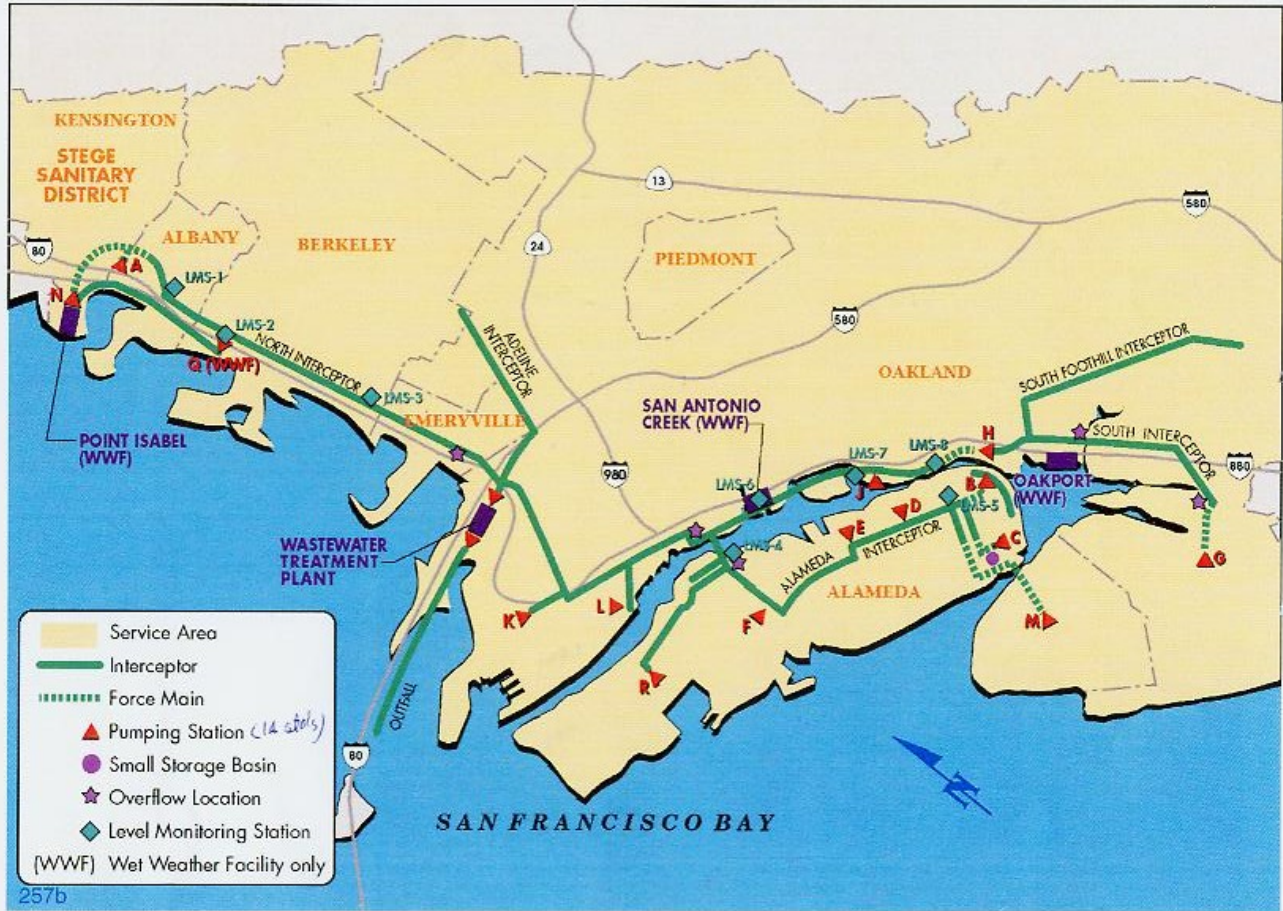 KENSINGTON
STEGE
SANITARY
DISTRICT
ALBANY
BERKELEY
PIEDMONT
OAKLAND
EMERYVILLE
ALAMEDA
80
24
13
580
580
980
880
80
N
A
LMS-1
LMS-2
Q (WWF)
NORTH INTERCEPTOR
LMS-3
ADELINE
INTERCEPTOR
POINT ISABEL
(WWF)
SAN ANTONIO
CREEK (WWF)
WASTEWATER
TREATMENT
PLANT
OUTFALL
K
L
R
F
E
D
LMS-4
LMS-6
LMS-7
J
LMS-8
H
B
LMS-5
C
M
G
ALAMEDA
INTERCEPTOR
SOUTH FOOTHILL INTERCEPTOR
SOUTH INTERCEPTOR
OAKPORT
(WWF)
N
SAN FRANCISCO BAY
Service Area
Interceptor
Force Main
Pumping Station
Small Storage Basin
Overflow Location
Level Monitoring Station
(WWF) Wet Weather Facility only
257b